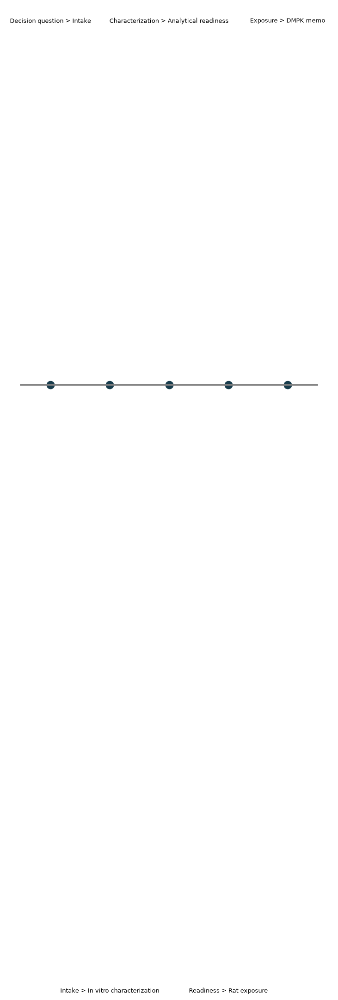 Decision question > Intake
Characterization > Analytical readiness
Exposure > DMPK memo
Intake > In vitro characterization
Readiness > Rat exposure